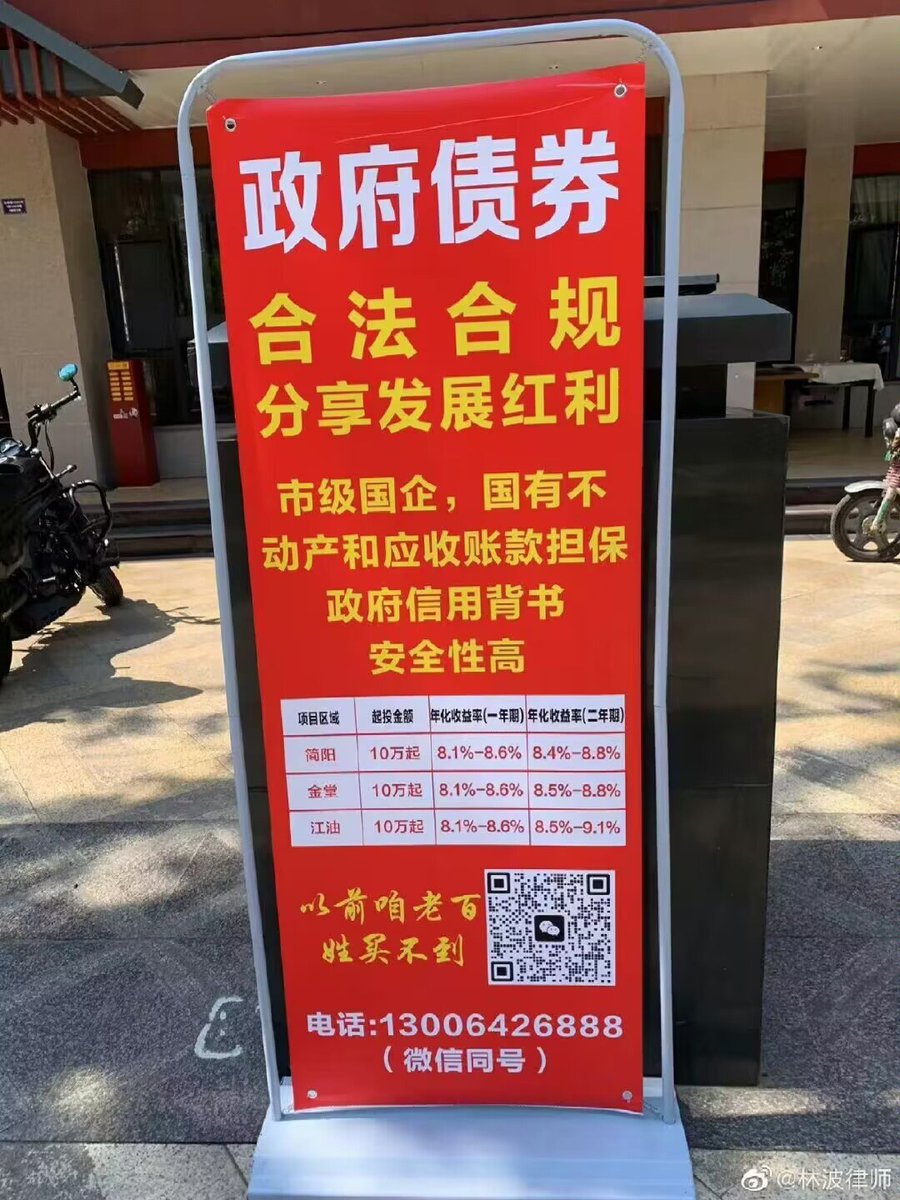 政府债券
合法合规
分享发展红利
市级国企，国有不
动产和应收账款担保
政府信用背书
安全性高
项目区域 起投金额 年化收益率(一年期) 年化收益率(二年期)
简阳 10万起 8.1%-8.6% 8.4%-8.8%
金堂 10万起 8.1%-8.6% 8.5%-8.8%
江油 10万起 8.1%-8.6% 8.5%-9.1%
以前咱老百
姓买不到
电话:13006426888
（微信同号）
@林波律师